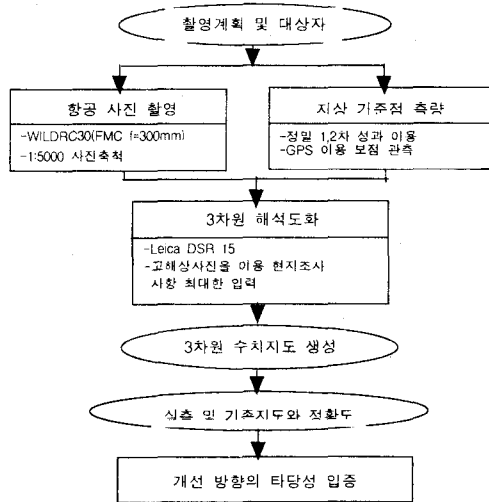 촬영계획 및 대상자
항공 사진 촬영
-WILDRC30(FMC f=300mm)
-1:5000 사진축척
지상 기준점 측량
-정밀 1,2차 성과 이용
-GPS 이용 보점 관측
3차원 해석도화
-Leica DSR 15
-고해상사진을 이용 현지조사
사항 최대한 입력
3차원 수치지도 생성
실측 및 기존지도와 정확도
개선 방향의 타당성 입증